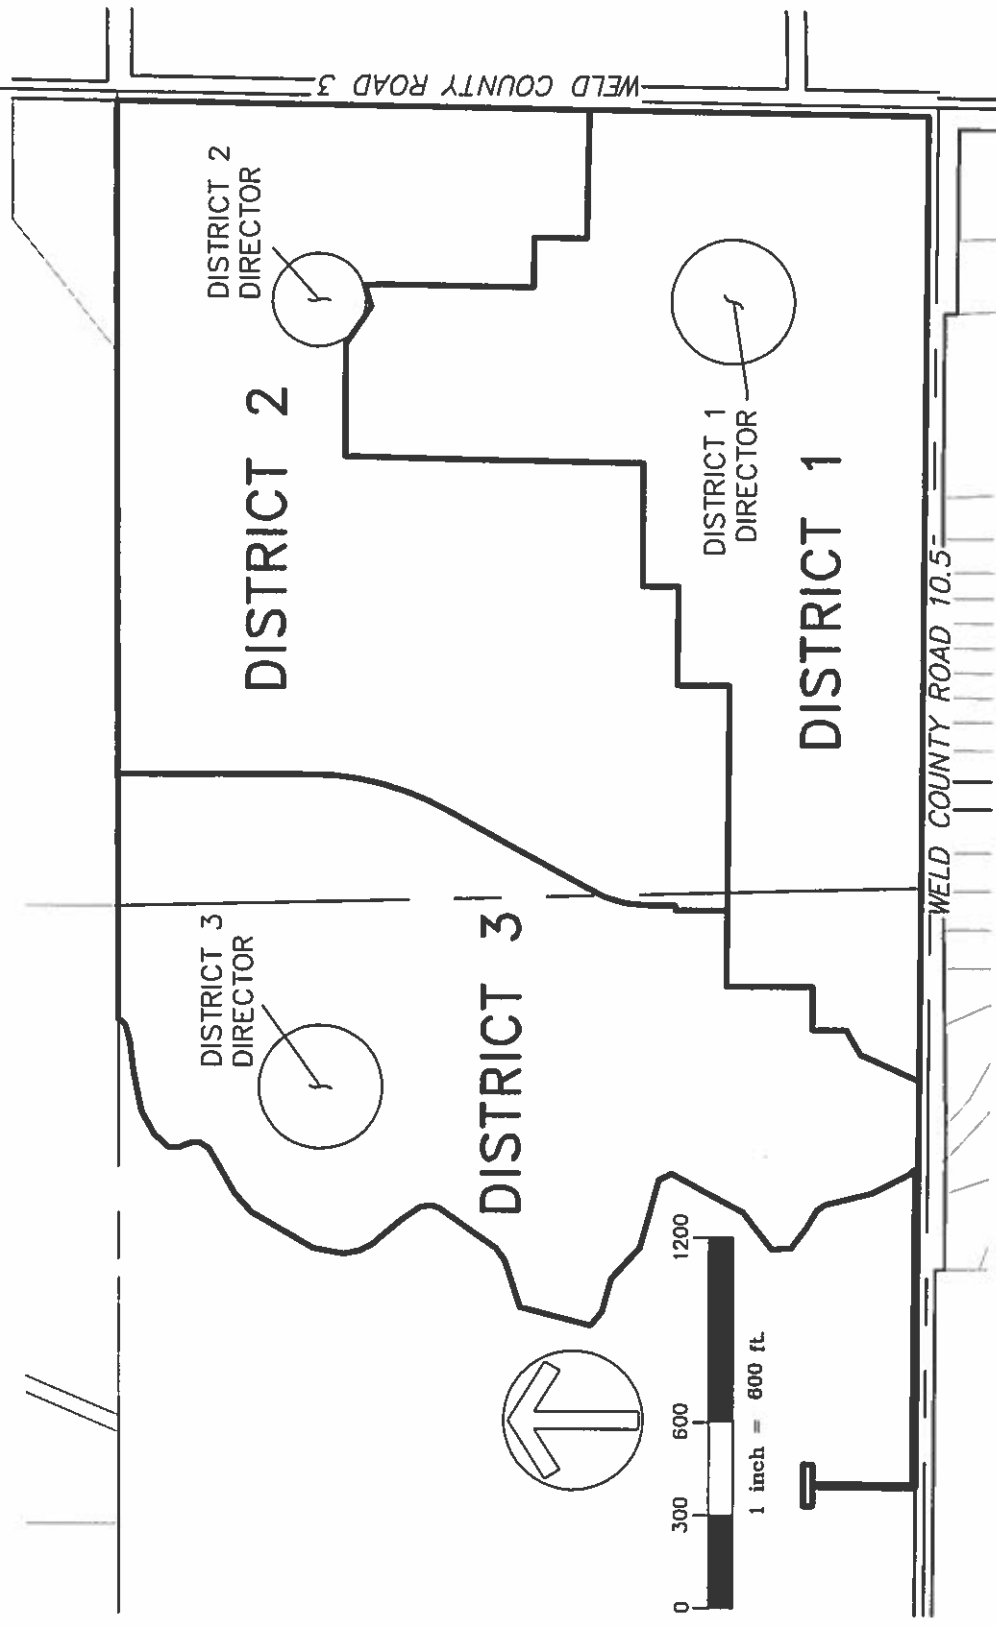 WELD COUNTY ROAD 3
DISTRICT 2
DIRECTOR
DISTRICT 2
DISTRICT 1
DIRECTOR
DISTRICT 1
WELD COUNTY ROAD 10.5
DISTRICT 3
DIRECTOR
DISTRICT 3
0 300 600 1200
1 inch = 600 ft.